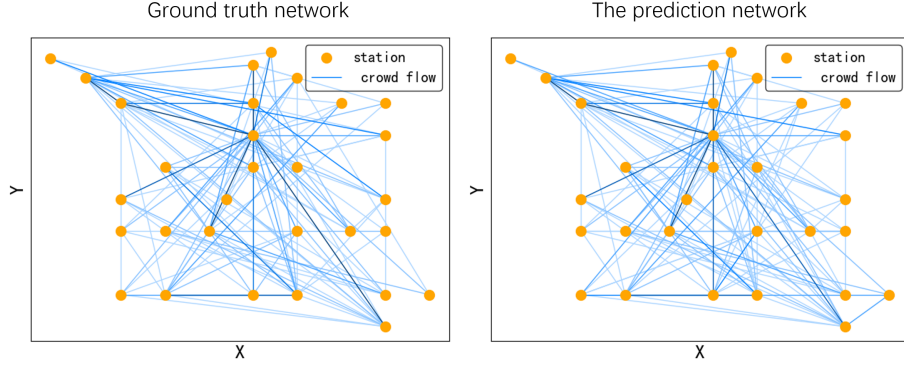 Ground truth network
The prediction network
station
crowd flow
station
crowd flow
Y
X
Y
X